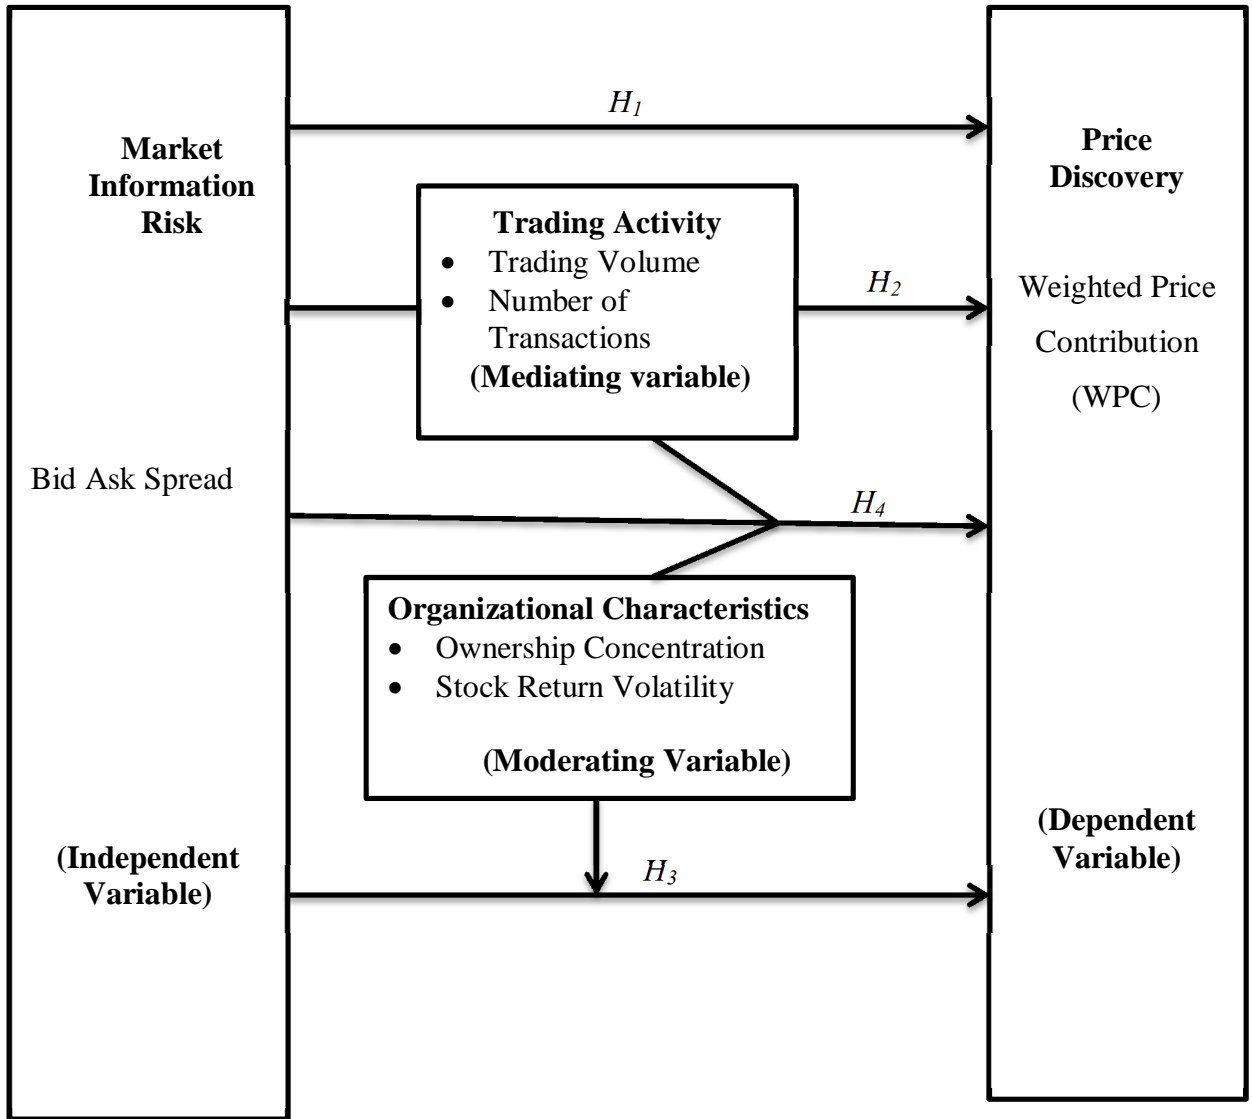 H1
Market
Information
Risk
Bid Ask Spread
(Independent
Variable)
Trading Activity
• Trading Volume
• Number of
Transactions
(Mediating variable)
H2
H4
Organizational Characteristics
• Ownership Concentration
• Stock Return Volatility
(Moderating Variable)
H3
Price
Discovery
Weighted Price
Contribution
(WPC)
(Dependent
Variable)